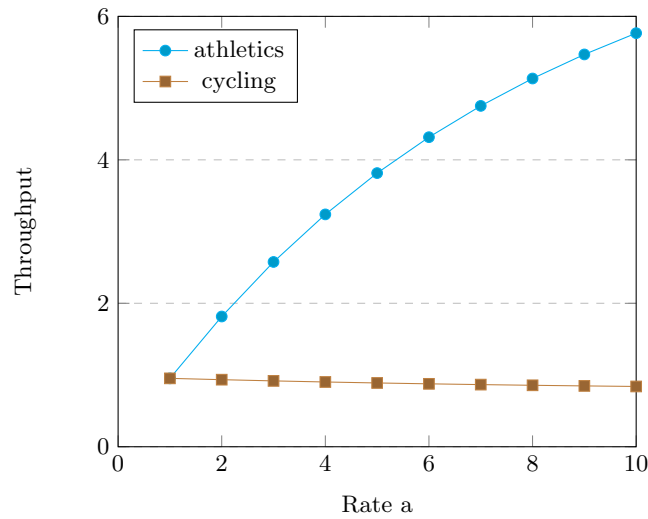 6
athletics
cycling
4
Throughput
2
0
0 2 4 6 8 10
Rate a